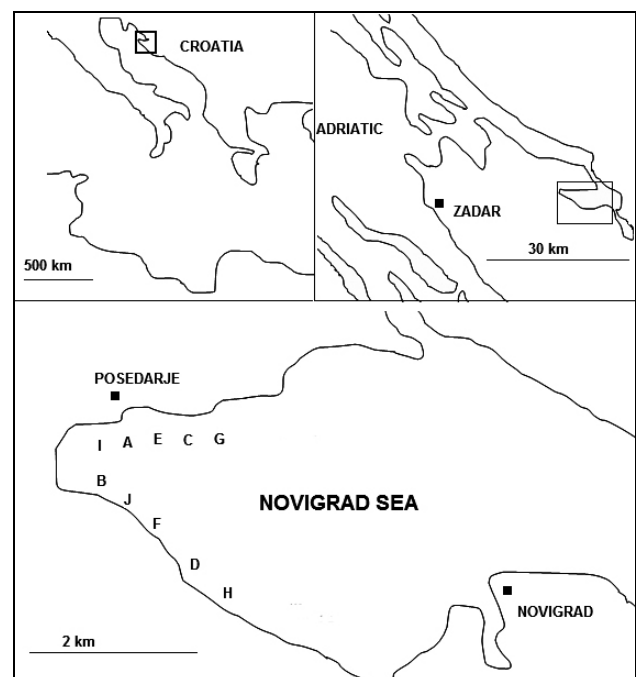 CROATIA
500 km
ADRIATIC
ZADAR
30 km
POSEDARJE
I A E C G
B
J
F
D
H
NOVIGRAD SEA
NOVIGRAD
2 km